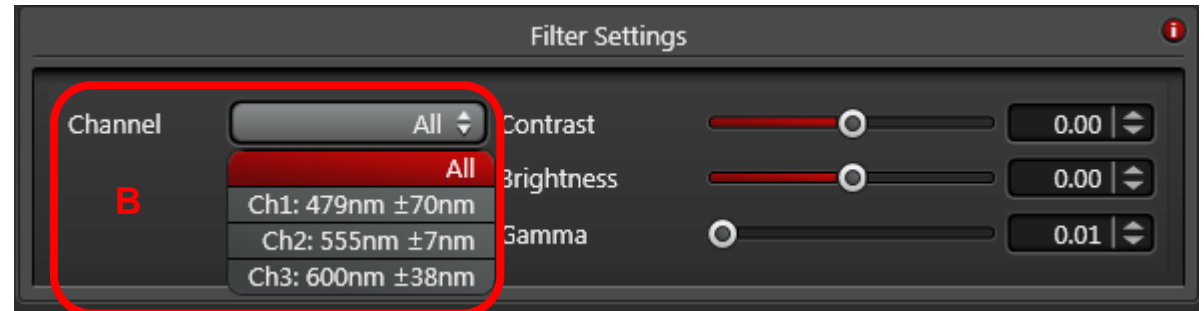 Filter Settings
i
Channel All Contrast 0.00
All
Brightness 0.00
B
Ch1: 479nm ±70nm
Ch2: 555nm ±7nm
Gamma 0.01
Ch3: 600nm ±38nm